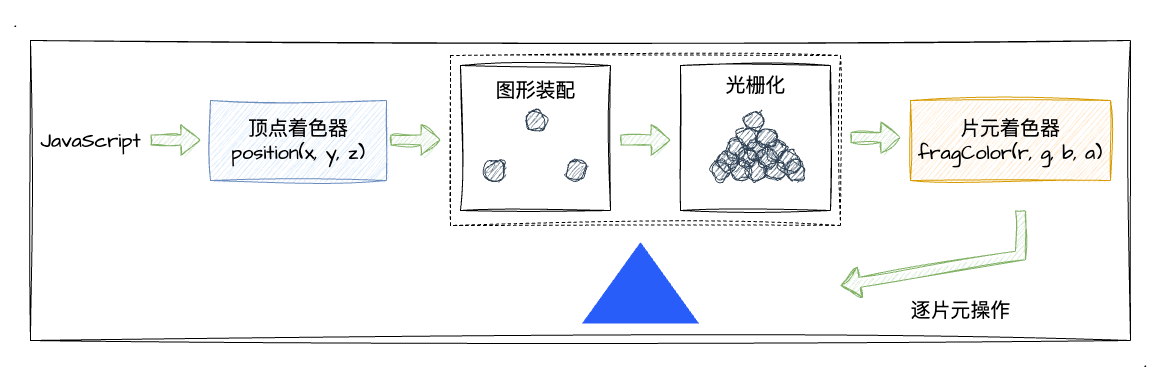 JavaScript
顶点着色器
position(x, y, z)
图形装配
光栅化
片元着色器
fragColor(r, g, b, a)
逐片元操作